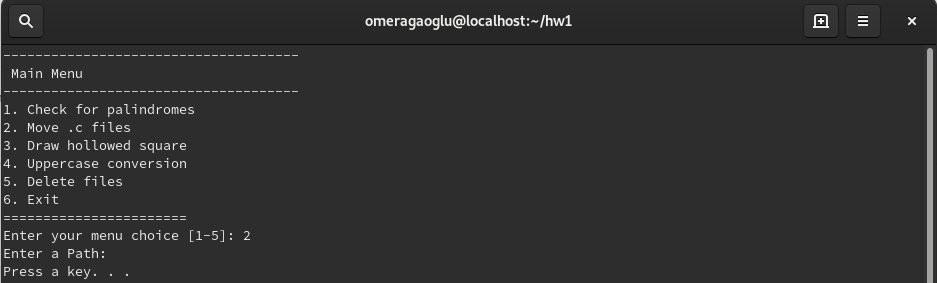 omeragaoglu@localhost:~/hw1
-------------------------------------
Main Menu
-------------------------------------
1. Check for palindromes
2. Move .c files
3. Draw hollowed square
4. Uppercase conversion
5. Delete files
6. Exit
=======================
Enter your menu choice [1-5]: 2
Enter a Path:
Press a key. . .